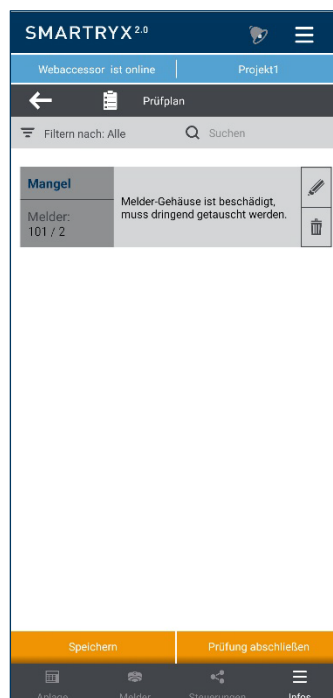 SMARTRYX 2.0
Webaccessor ist online
Projekt1
Prüfplan
Filtern nach: Alle
Suchen
Mangel
Melder-Gehäuse ist beschädigt,
muss dringend getauscht werden.
Melder:
101 / 2
Speichern
Prüfung abschließen
Anlage
Melder
Steuerungen
Infos